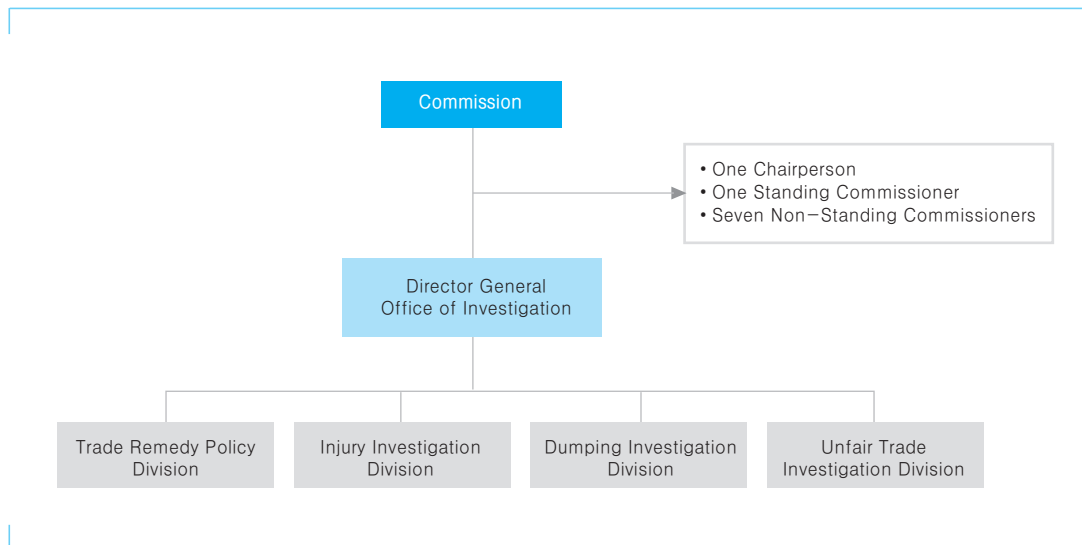 Commission
• One Chairperson
• One Standing Commissioner
• Seven Non-Standing Commissioners
Director General
Office of Investigation
Trade Remedy Policy
Division
Injury Investigation
Division
Dumping Investigation
Division
Unfair Trade
Investigation Division